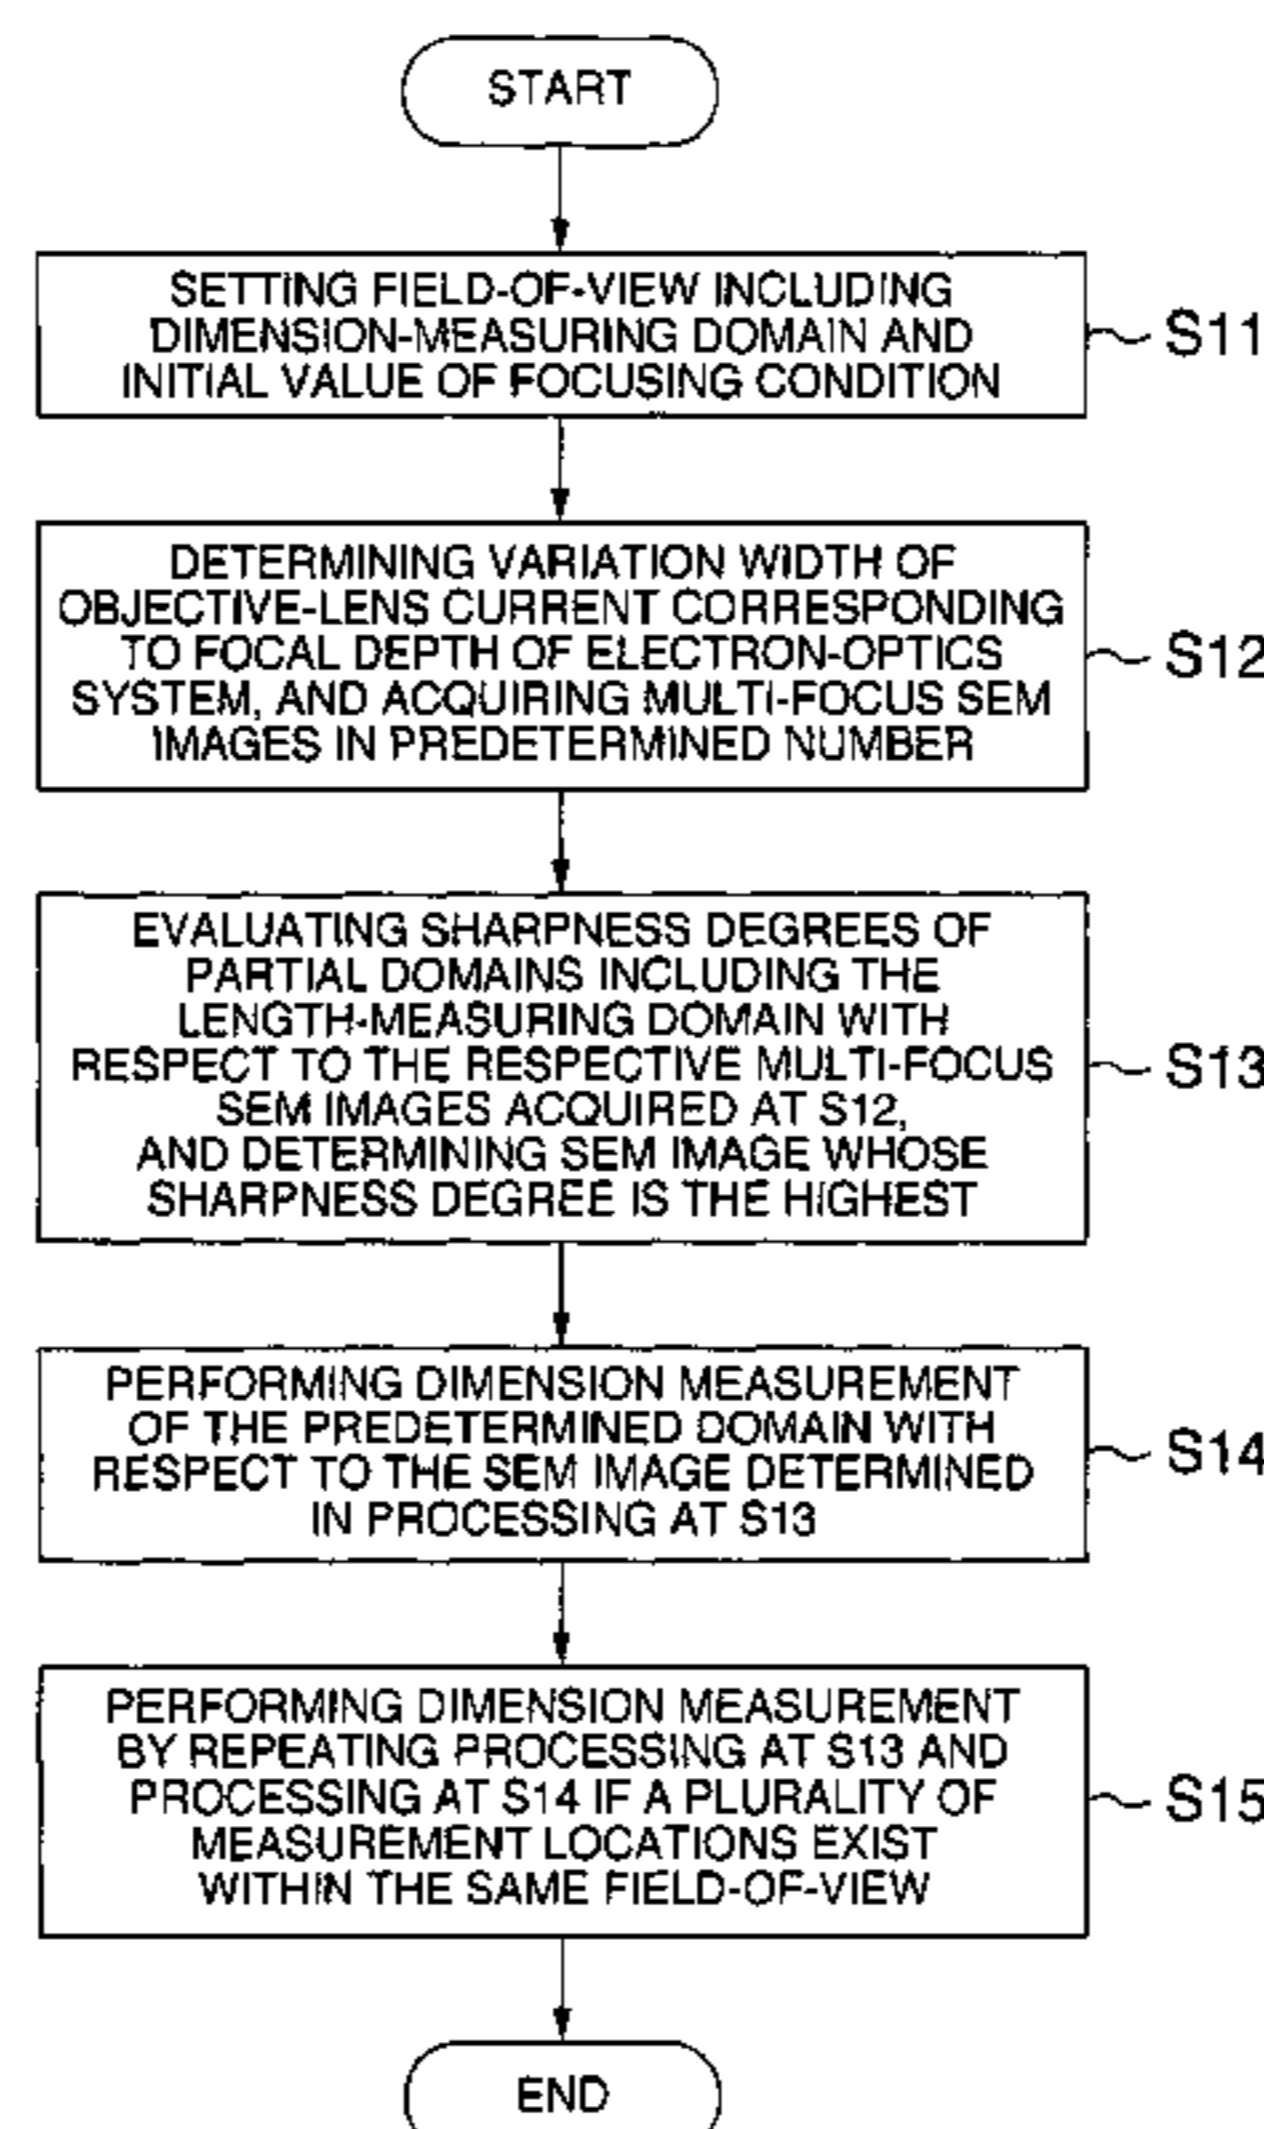 START
SETTING FIELD-OF-VIEW INCLUDING
DIMENSION-MEASURING DOMAIN AND
INITIAL VALUE OF FOCUSING CONDITION
S11
DETERMINING VARIATION WIDTH OF
OBJECTIVE-LENS CURRENT CORRESPONDING
TO FOCAL DEPTH OF ELECTRON-OPTICS
SYSTEM, AND ACQUIRING MULTI-FOCUS SEM
IMAGES IN PREDETERMINED NUMBER
S12
EVALUATING SHARPNESS DEGREES OF
PARTIAL DOMAINS INCLUDING THE
LENGTH-MEASURING DOMAIN WITH
RESPECT TO THE RESPECTIVE MULTI-FOCUS
SEM IMAGES ACQUIRED AT S12,
AND DETERMINING SEM IMAGE WHOSE
SHARPNESS DEGREE IS THE HIGHEST
S13
PERFORMING DIMENSION MEASUREMENT
OF THE PREDETERMINED DOMAIN WITH
RESPECT TO THE SEM IMAGE DETERMINED
IN PROCESSING AT S13
S14
PERFORMING DIMENSION MEASUREMENT
BY REPEATING PROCESSING AT S13 AND
PROCESSING AT S14 IF A PLURALITY OF
MEASUREMENT LOCATIONS EXIST
WITHIN THE SAME FIELD-OF-VIEW
S15
END